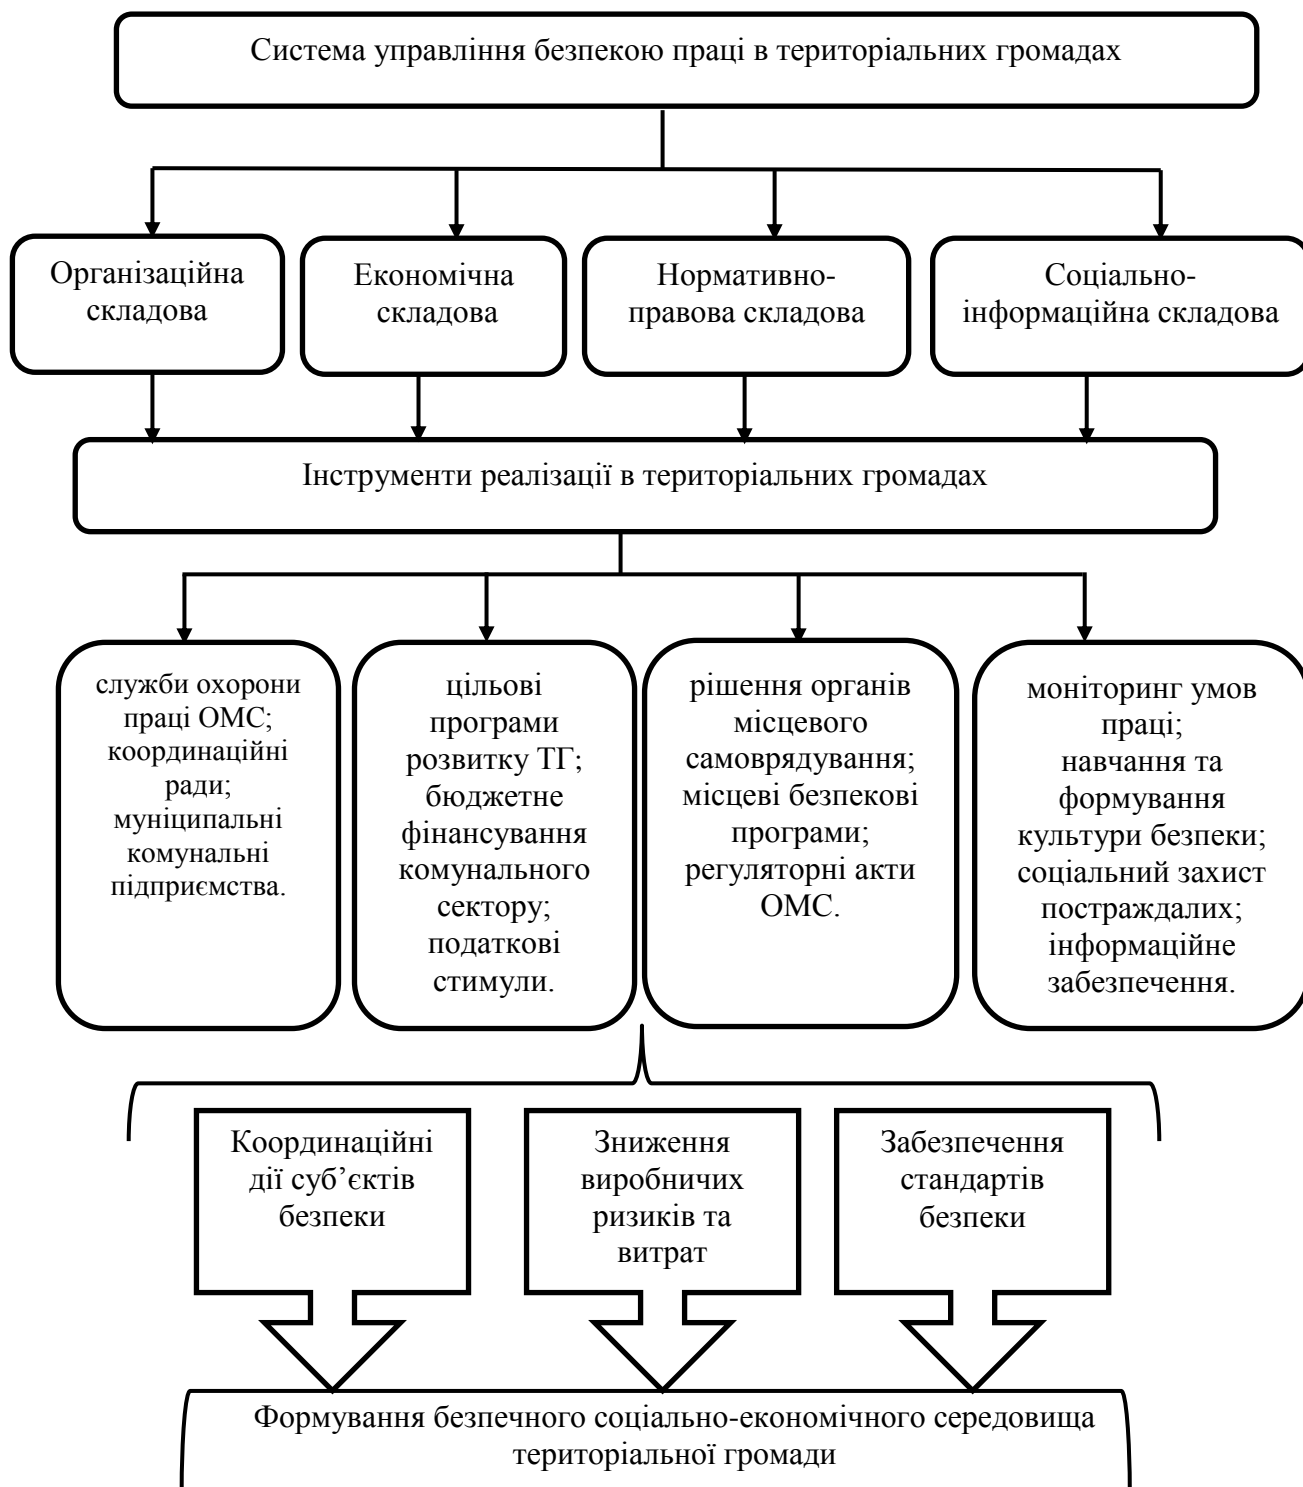 Система управління безпекою праці в територіальних громадах
Організаційна
складова
Економічна
складова
Нормативно-
правова складова
Соціально-
інформаційна складова
Інструменти реалізації в територіальних громадах
служби охорони
праці ОМС;
координаційні
ради;
муніципальні
комунальні
підприємства.
цільові
програми
розвитку ТГ;
бюджетне
фінансування
комунального
сектору;
податкові
стимули.
рішення органів
місцевого
самоврядування;
місцеві безпекові
програми;
регуляторні акти
ОМС.
моніторинг умов
праці;
навчання та
формування
культури безпеки;
соціальний захист
постраждалих;
інформаційне
забезпечення.
Координаційні
дії суб’єктів
безпеки
Зниження
виробничих
ризиків та
витрат
Забезпечення
стандартів
безпеки
Формування безпечного соціально-економічного середовища
територіальної громади